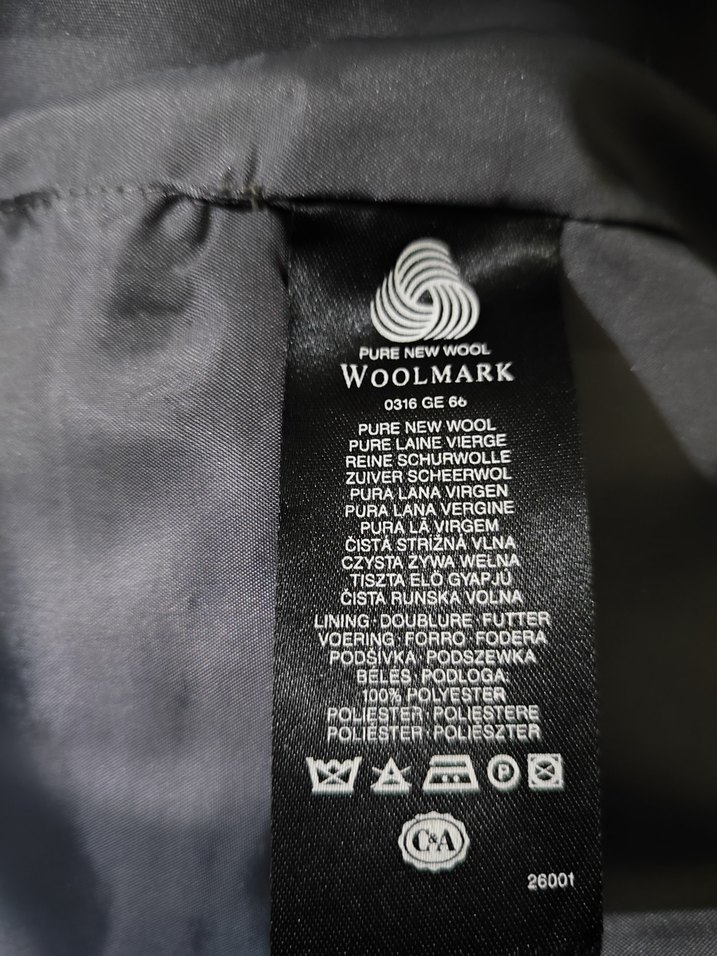 PURE NEW WOOL
WOOLMARK
0316 GE 66
PURE NEW WOOL
PURE LAINE VIERGE
REINE SCHURWOLLE
ZUIVER SCHEERWOL
PURA LANA VIRGEN
PURA LANA VERGINE
PURA LÃ VIRGEM
ČISTÁ STRIŽNÁ VLNA
CZYSTA ŻYWA WEŁNA
TISZTA ÉLŐ GYAPJÚ
ČISTA RUNSKA VOLNA
LINING · DOUBLURE · FUTTER
VOERING · FORRO · FODERA
PODŠÍVKA · PODSZEWKA
BÉLÉS · PODLOGA:
100% POLYESTER
POLIÉSTER · POLIESTERE
POLIESTER · POLIÉSZTER
P
C&A
26001